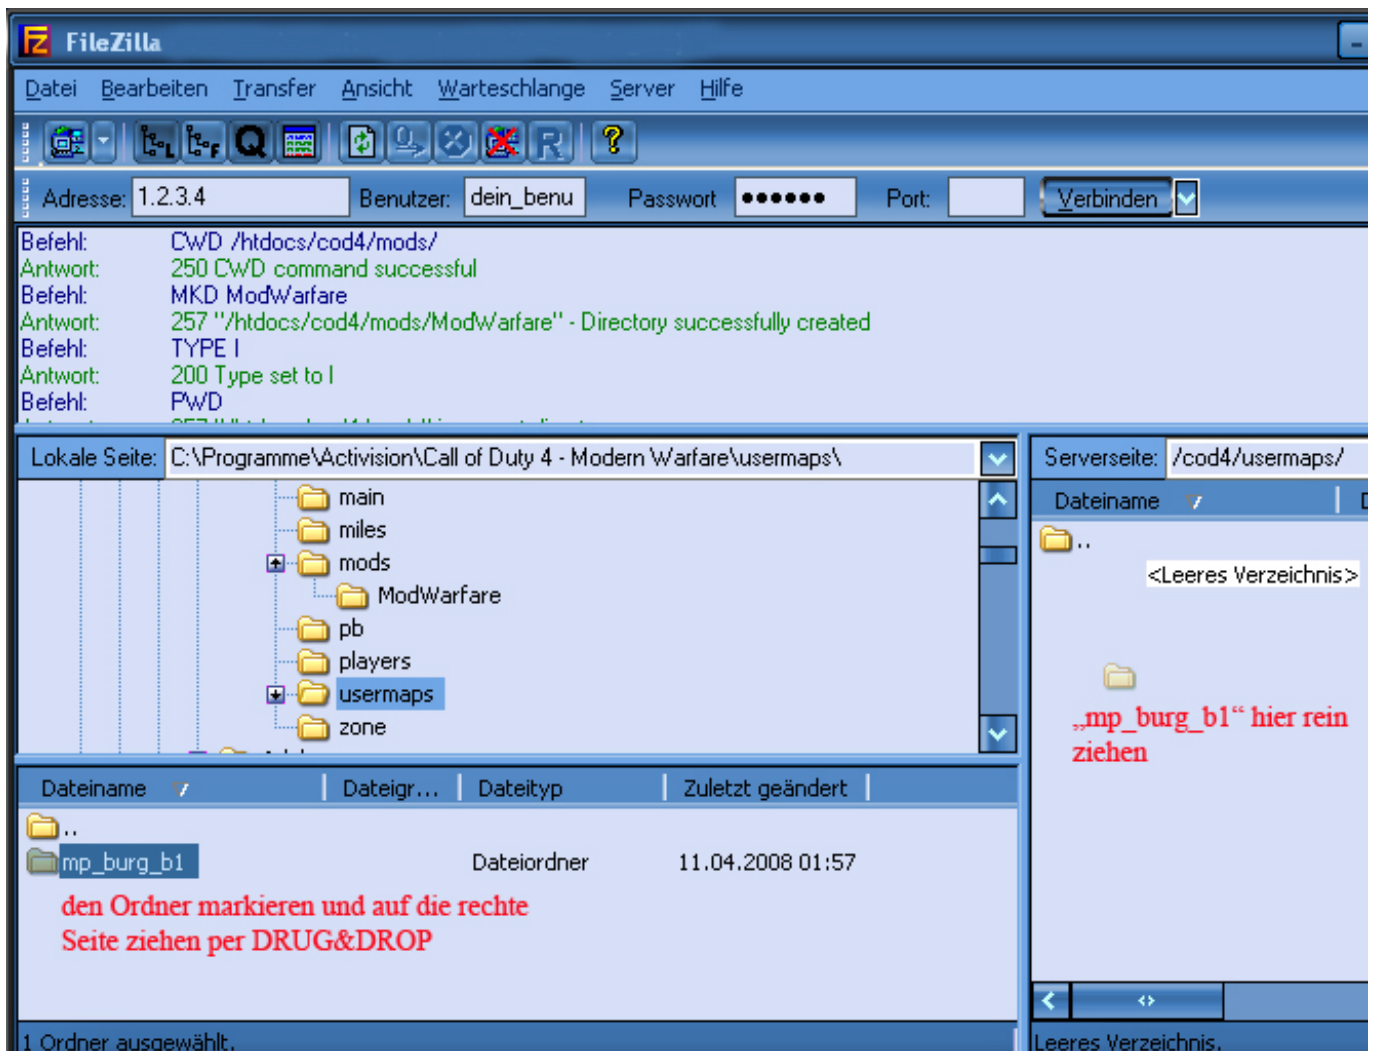 FileZilla
Datei Bearbeiten Transfer Ansicht Warteschlange Server Hilfe
Adresse: 1.2.3.4 Benutzer: dein_benu Passwort ●●●●●● Port: Verbinden
Befehl: CWD /htdocs/cod4/mods/
Antwort: 250 CWD command successful
Befehl: MKD ModWarfare
Antwort: 257 "/htdocs/cod4/mods/ModWarfare" - Directory successfully created
Befehl: TYPE I
Antwort: 200 Type set to I
Befehl: PWD
Lokale Seite: C:\Programme\Activision\Call of Duty 4 - Modern Warfare\usermaps\
main
miles
mods
ModWarfare
pb
players
usermaps
zone
Dateiname Dateigr... Dateityp Zuletzt geändert
..
mp_burg_b1 Dateiordner 11.04.2008 01:57
den Ordner markieren und auf die rechte
Seite ziehen per DRUG&DROP
1 Ordner ausgewählt.
Serverseite: /cod4/usermaps/
Dateiname
..
<Leeres Verzeichnis>
„mp_burg_b1“ hier rein
ziehen
Leeres Verzeichnis.